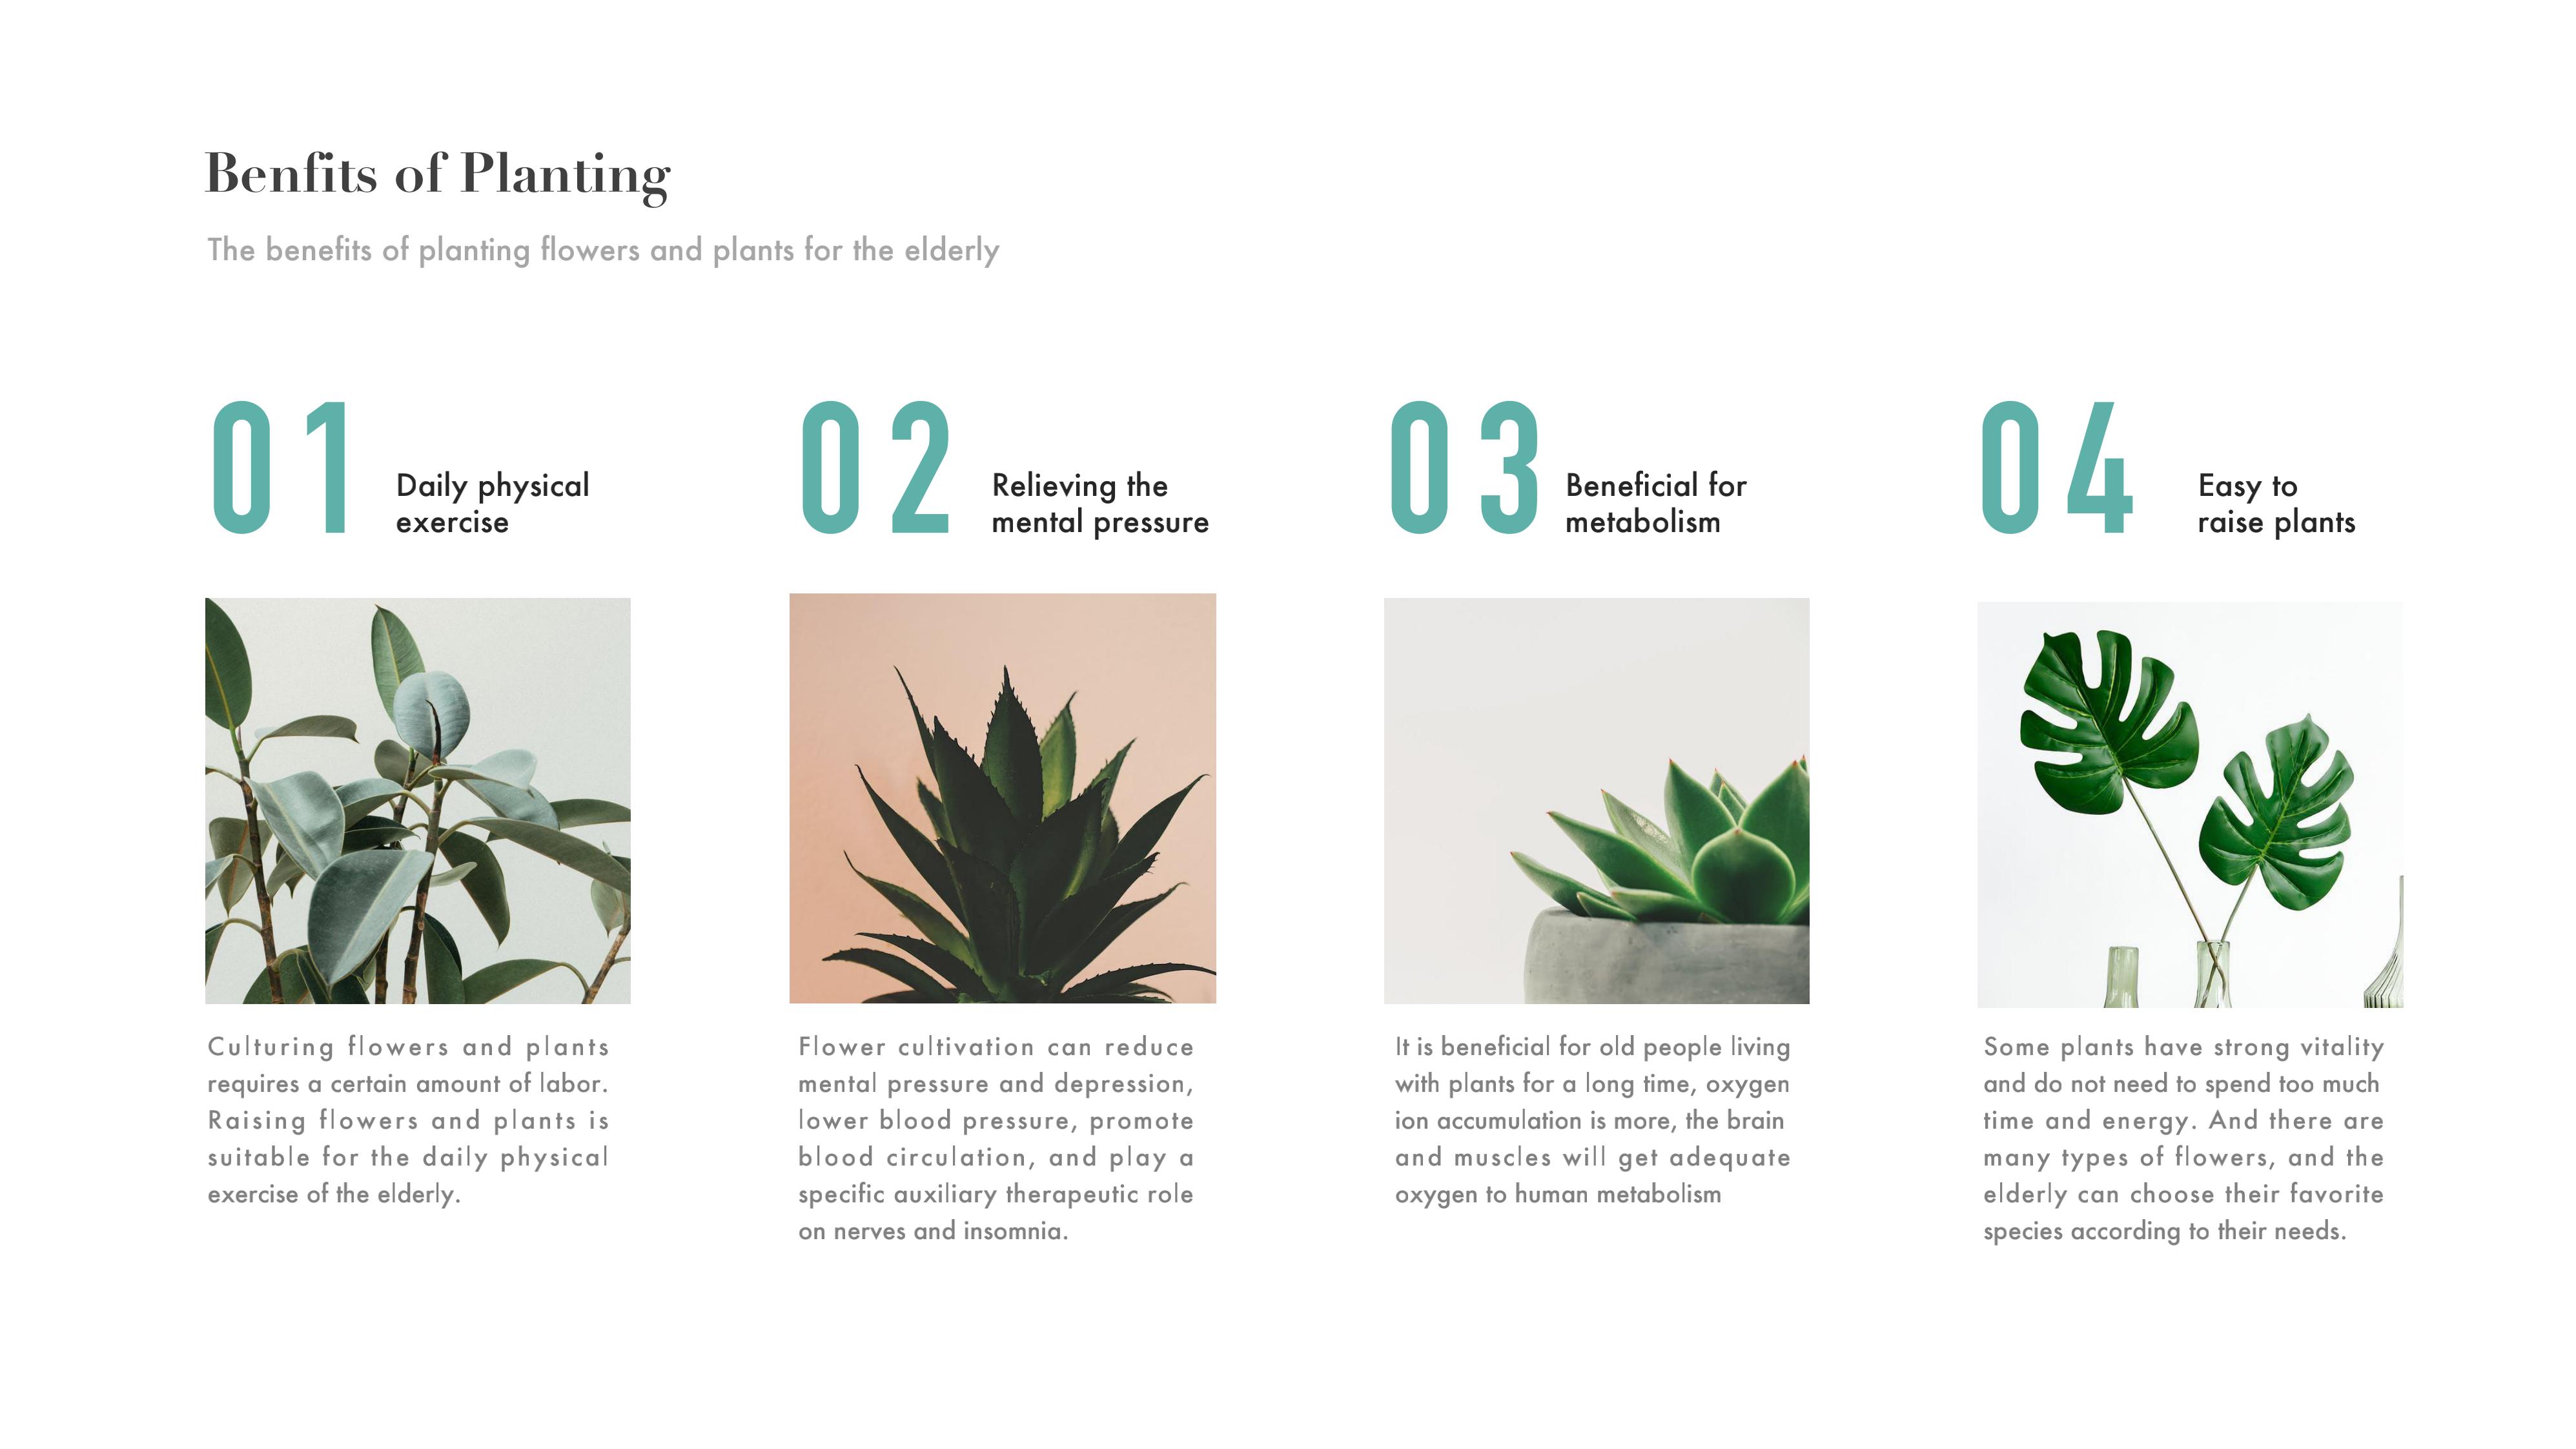 Benfits of Planting
The benefits of planting flowers and plants for the elderly
01
Daily physical
exercise
Culturing flowers and plants
requires a certain amount of labor.
Raising flowers and plants is
suitable for the daily physical
exercise of the elderly.
02
Relieving the
mental pressure
Flower cultivation can reduce
mental pressure and depression,
lower blood pressure, promote
blood circulation, and play a
specific auxiliary therapeutic role
on nerves and insomnia.
03
Beneficial for
metabolism
It is beneficial for old people living
with plants for a long time, oxygen
ion accumulation is more, the brain
and muscles will get adequate
oxygen to human metabolism
04
Easy to
raise plants
Some plants have strong vitality
and do not need to spend too much
time and energy. And there are
many types of flowers, and the
elderly can choose their favorite
species according to their needs.